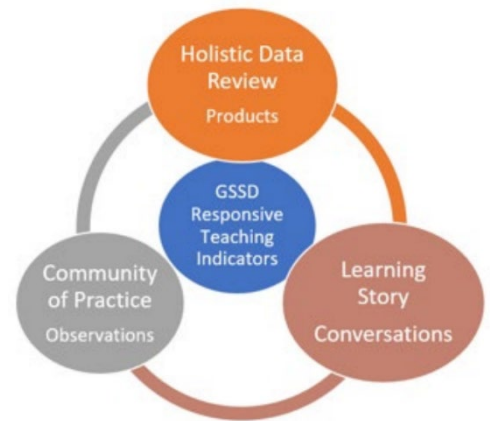 Holistic Data
Review
Products
GSSD
Responsive
Teaching
Indicators
Community
of Practice
Observations
Learning
Story
Conversations